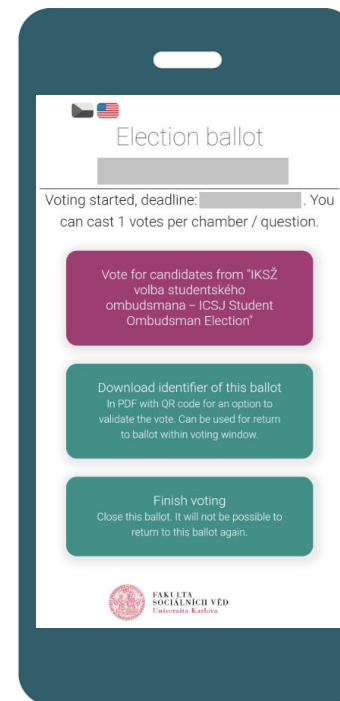 Election ballot
Voting started, deadline: . You
can cast 1 votes per chamber / question.
Vote for candidates from "IKSŽ
volba studentského
ombudsmana – ICSJ Student
Ombudsman Election"
Download identifier of this ballot
In PDF with QR code for an option to
validate the vote. Can be used for return
to ballot within voting window.
Finish voting
Close this ballot. It will not be possible to
return to this ballot again.
FAKULTA
SOCIÁLNÍCH VĚD
Univerzita Karlova